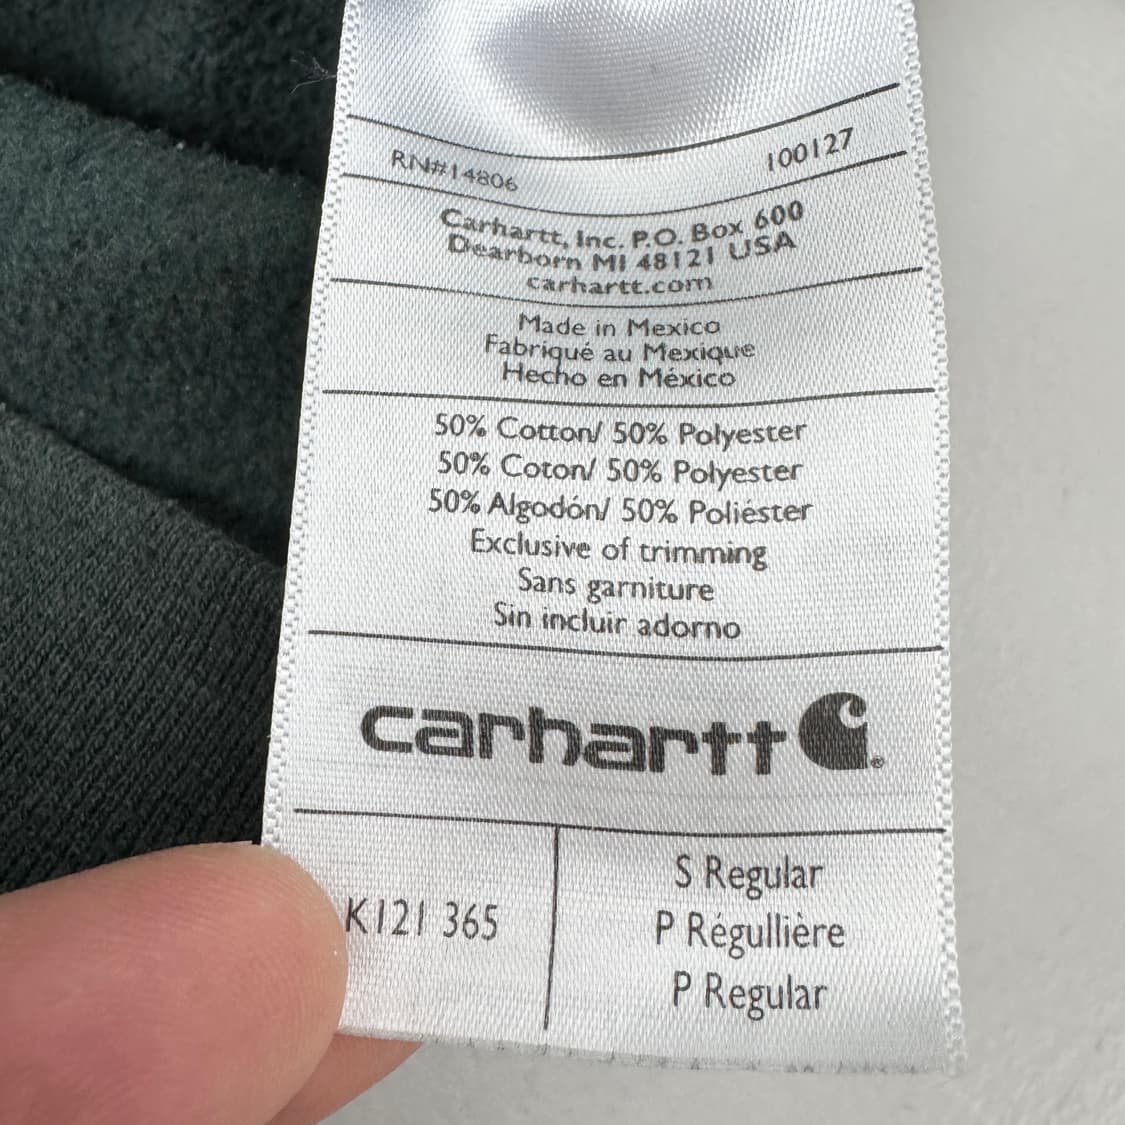 RN#14806 100127
Carhartt, Inc. P.O. Box 600
Dearborn MI 48121 USA
carhartt.com
Made in Mexico
Fabriqué au Mexique
Hecho en México
50% Cotton/ 50% Polyester
50% Coton/ 50% Polyester
50% Algodón/ 50% Poliéster
Exclusive of trimming
Sans garniture
Sin incluir adorno
carhartt ®
K121 365
S Regular
P Régullière
P Regular